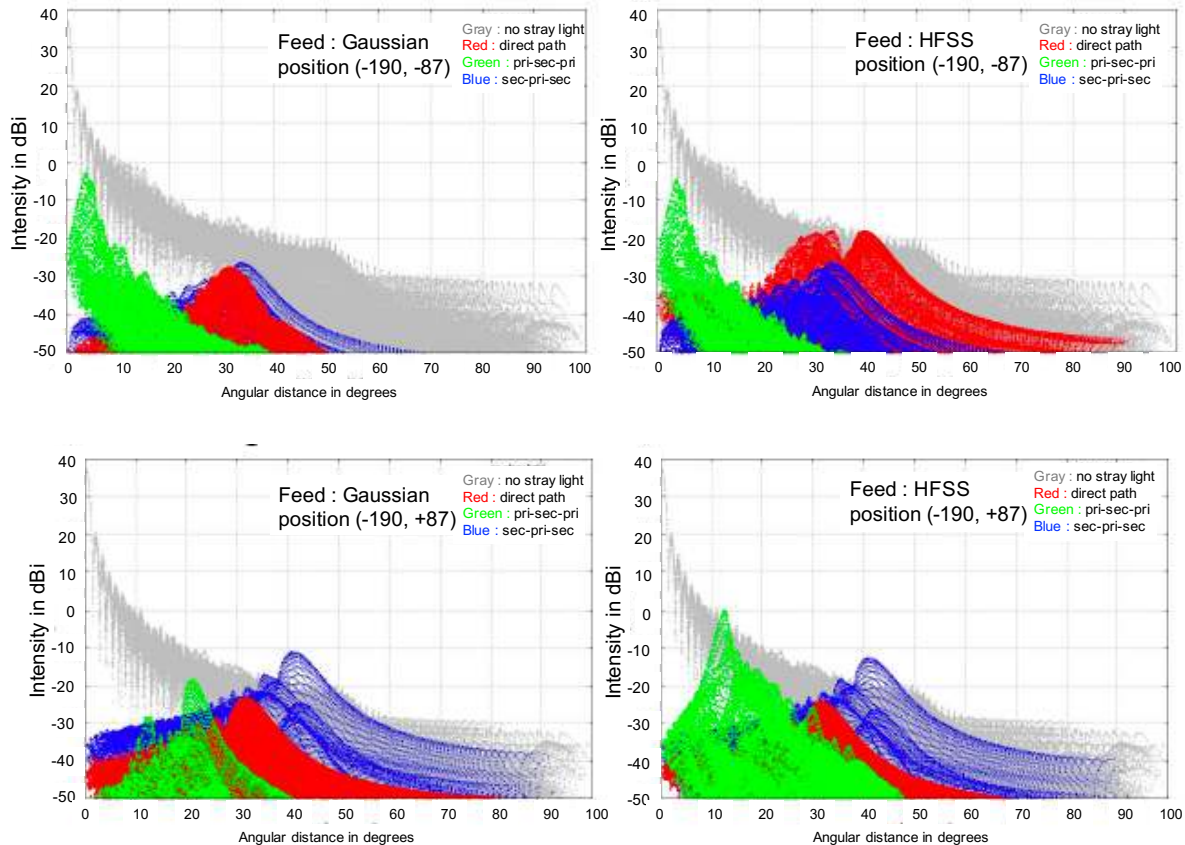 Feed : Gaussian
position (-190, -87)
Gray : no stray light
Red : direct path
Green : pri-sec-pri
Blue : sec-pri-sec
Intensity in dBi
40
30
20
10
0
-10
-20
-30
-40
-50
0 10 20 30 40 50 60 70 80 90 100
Angular distance in degrees
Feed : HFSS
position (-190, -87)
Gray : no stray light
Red : direct path
Green : pri-sec-pri
Blue : sec-pri-sec
Intensity in dBi
40
30
20
10
0
-10
-20
-30
-40
-50
0 10 20 30 40 50 60 70 80 90 100
Angular distance in degrees
Feed : Gaussian
position (-190, +87)
Gray : no stray light
Red : direct path
Green : pri-sec-pri
Blue : sec-pri-sec
Intensity in dBi
40
30
20
10
0
-10
-20
-30
-40
-50
0 10 20 30 40 50 60 70 80 90 100
Angular distance in degrees
Feed : HFSS
position (-190, +87)
Gray : no stray light
Red : direct path
Green : pri-sec-pri
Blue : sec-pri-sec
Intensity in dBi
40
30
20
10
0
-10
-20
-30
-40
-50
0 10 20 30 40 50 60 70 80 90 100
Angular distance in degrees